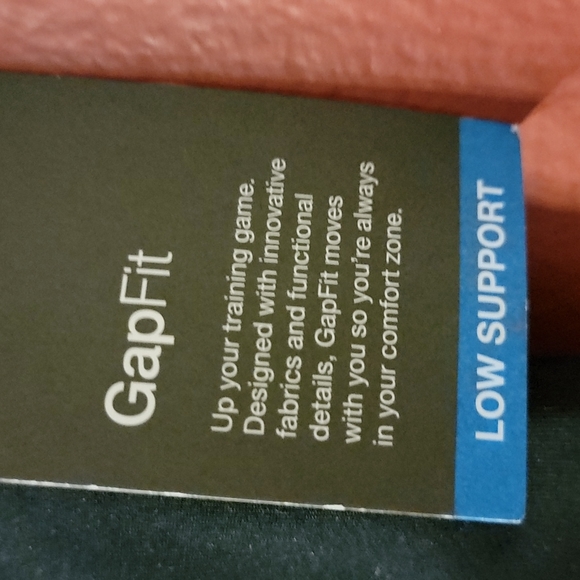 GapFit
Up your training game.
Designed with innovative
fabrics and functional
details, GapFit moves
with you so you're always
in your comfort zone.
LOW SUPPORT